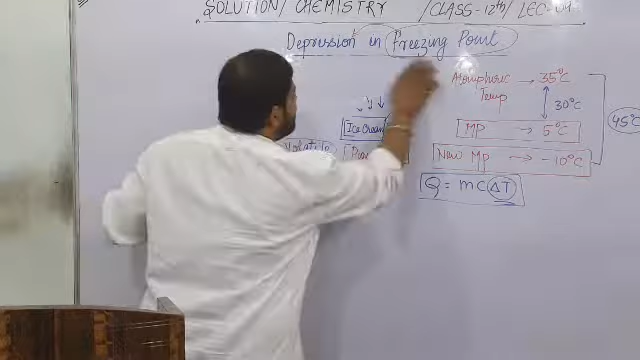 SOLUTION/ CHEMISTRY /CLASS-12th/ LEC-04
Depression in Freezing Point
Atmospheric → 35°C
Temp
30°C
45°C
Ice Cream
MP → 5°C
Volatile
New MP → -10°C
Q = mCΔT